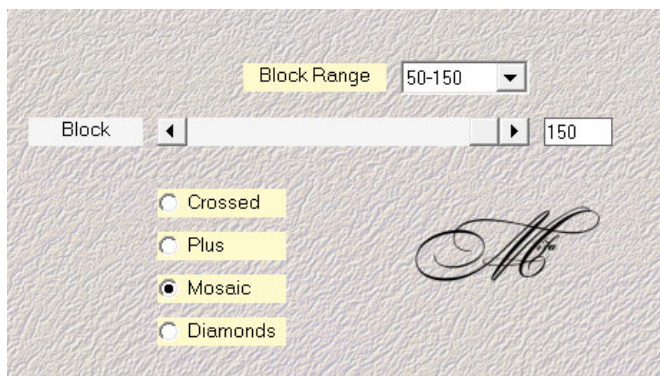 Block Range 50-150
Block 150
Crossed
Plus
Mosaic
Diamonds